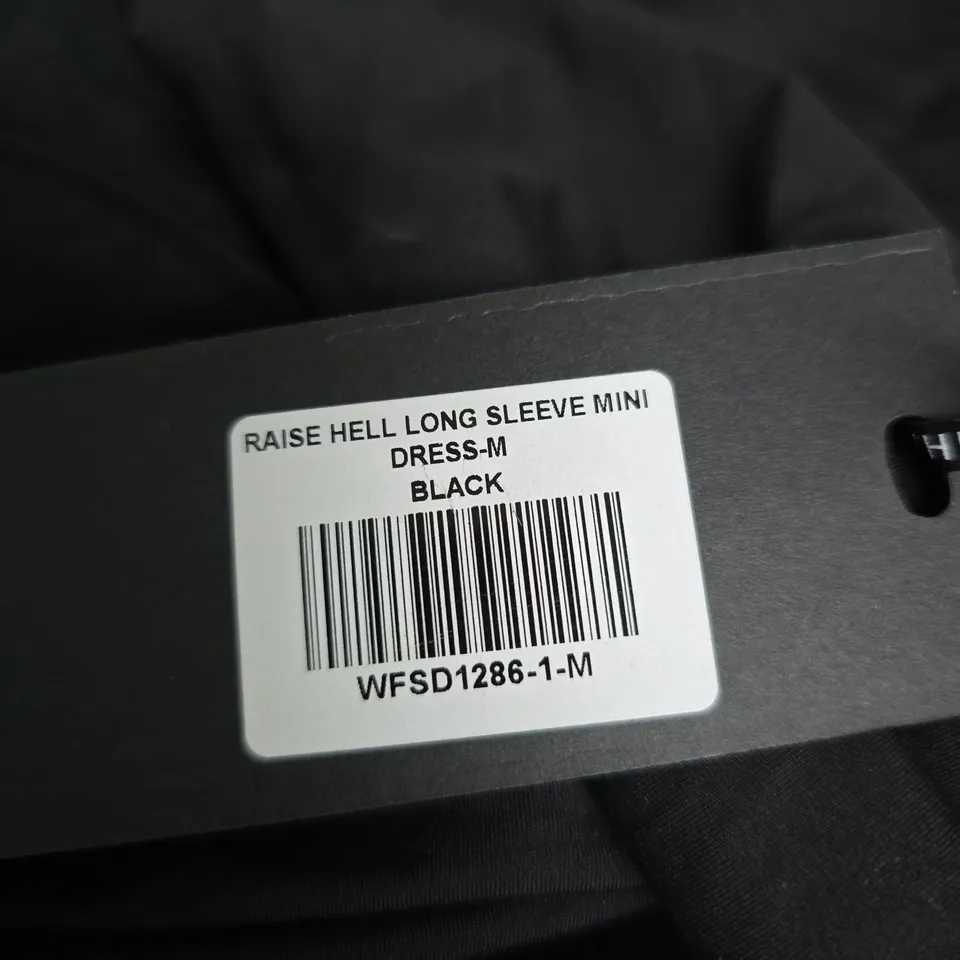 RAISE HELL LONG SLEEVE MINI
DRESS-M
BLACK
WFSD1286-1-M